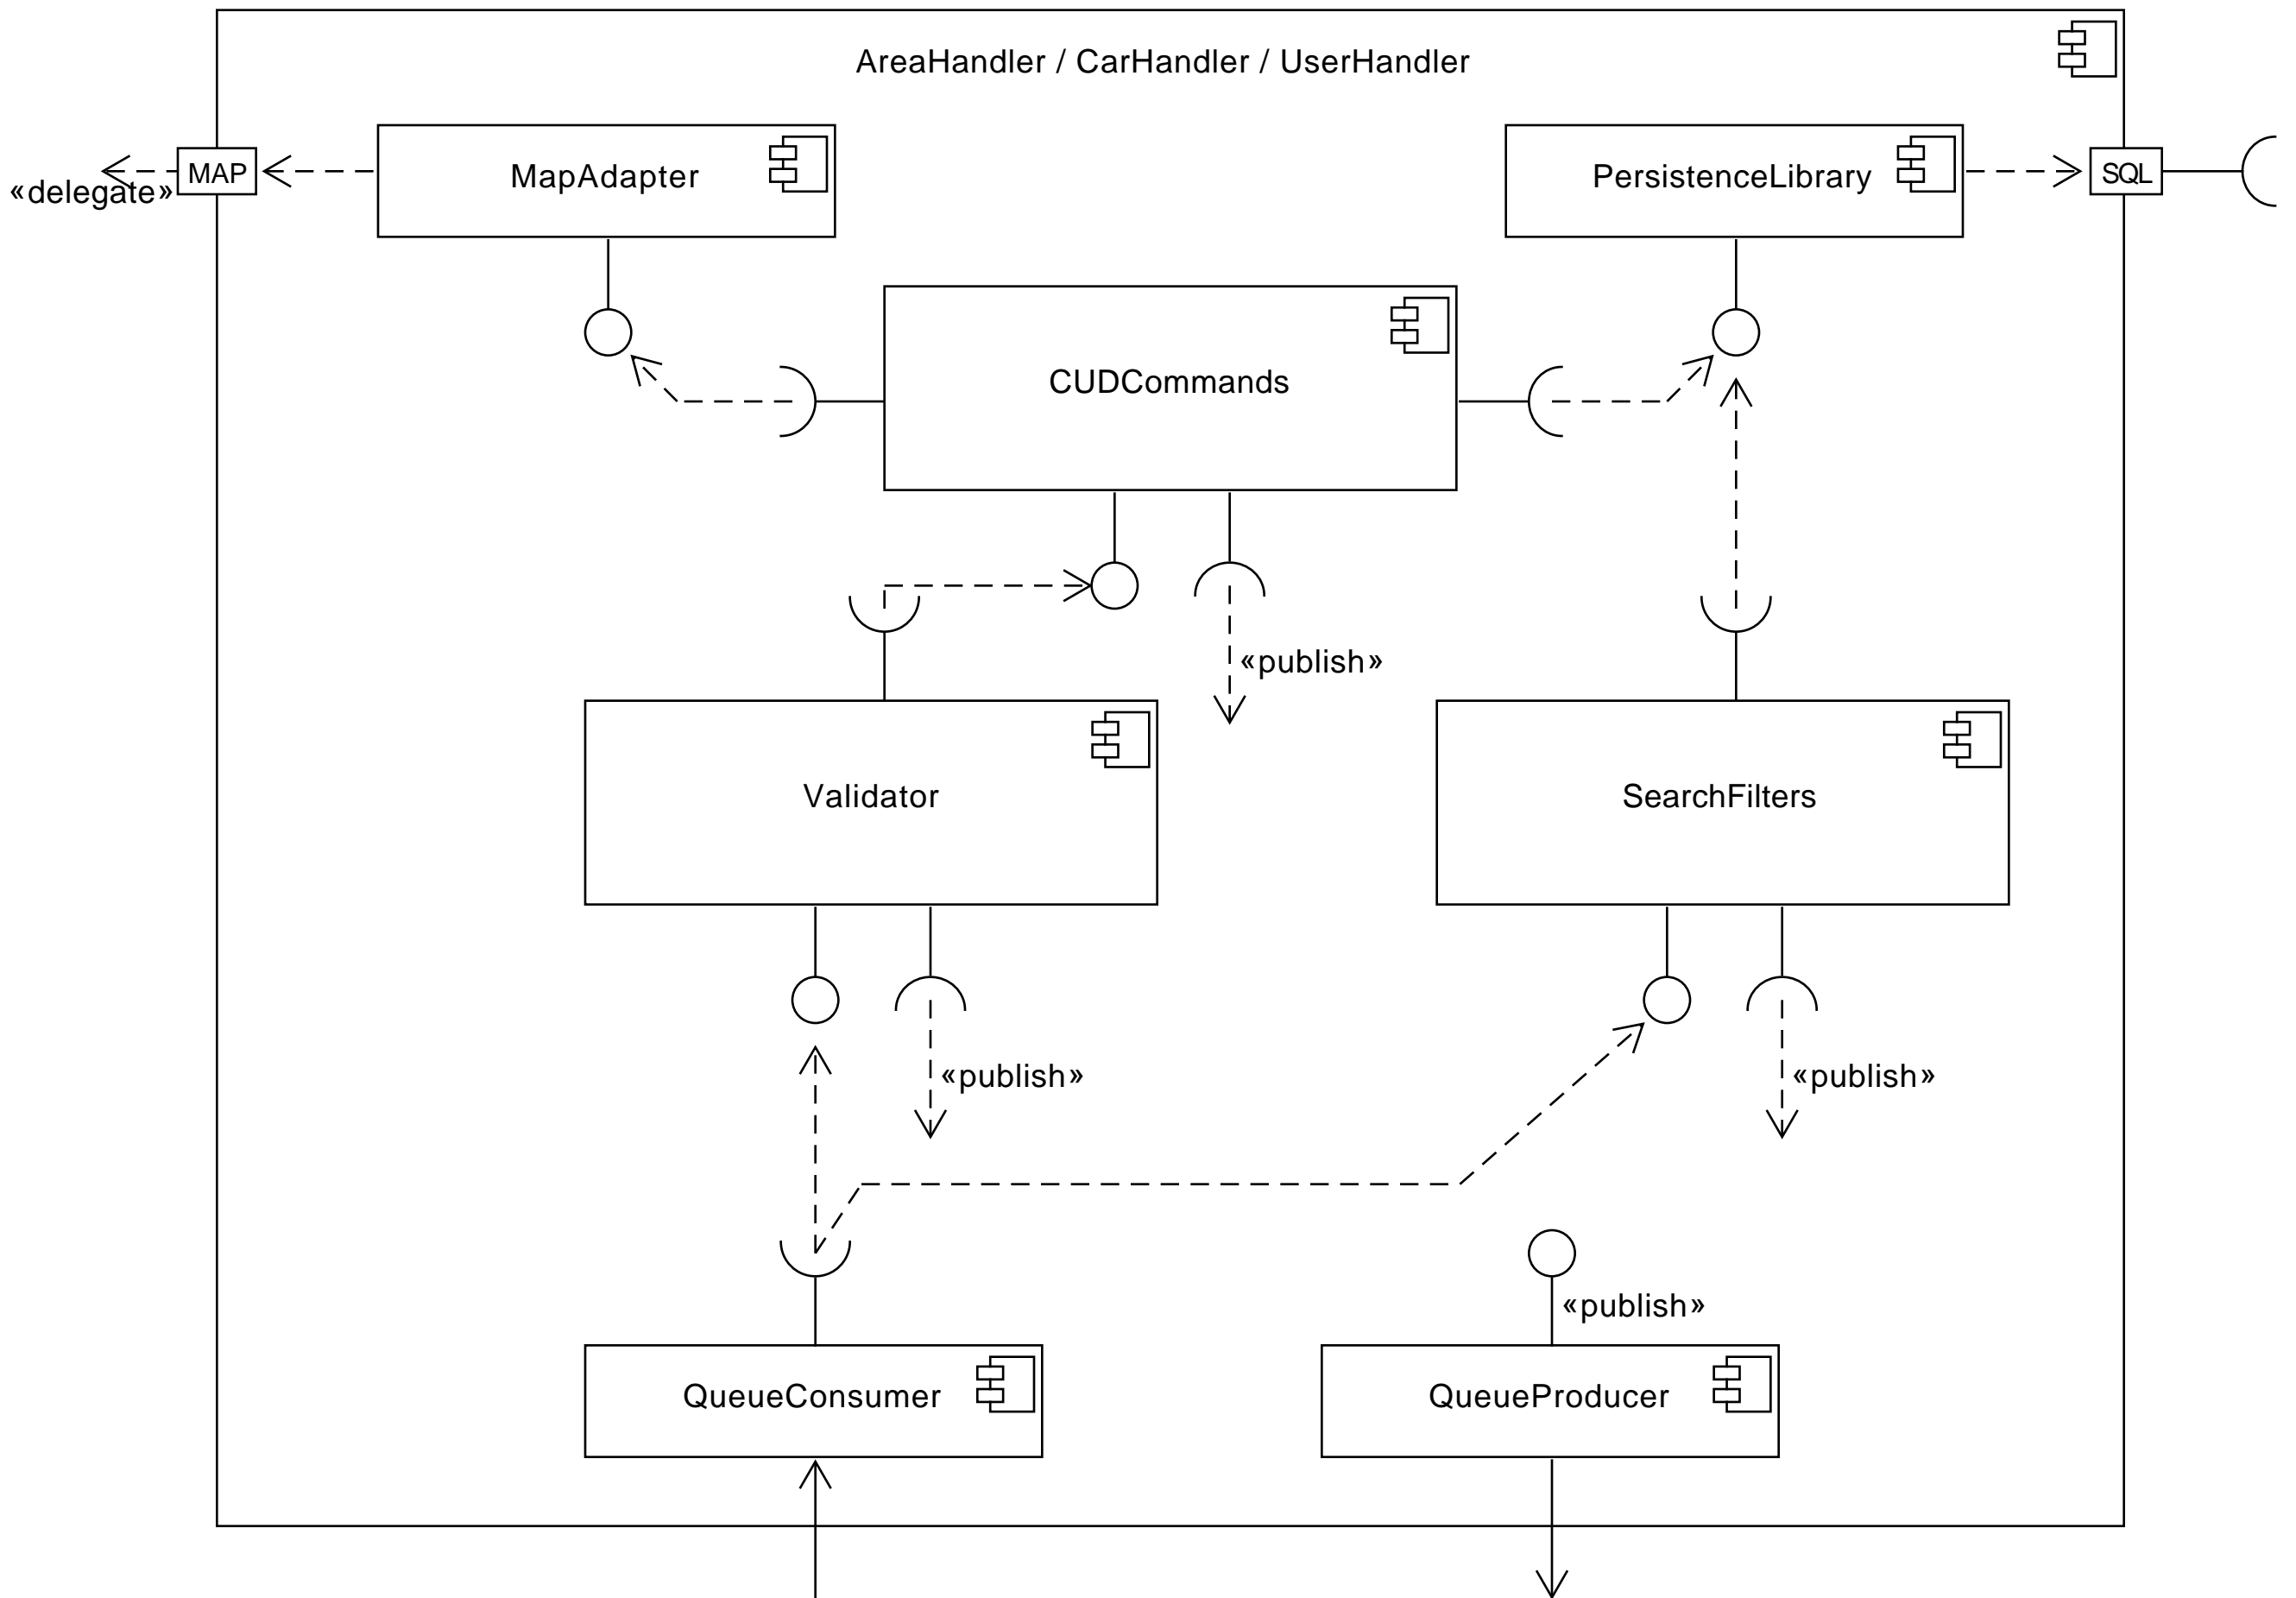 AreaHandler / CarHandler / UserHandler
MAP
MapAdapter
PersistenceLibrary
SQL
«delegate»
CUDCommands
«publish»
Validator
SearchFilters
«publish»
«publish»
«publish»
QueueConsumer
QueueProducer